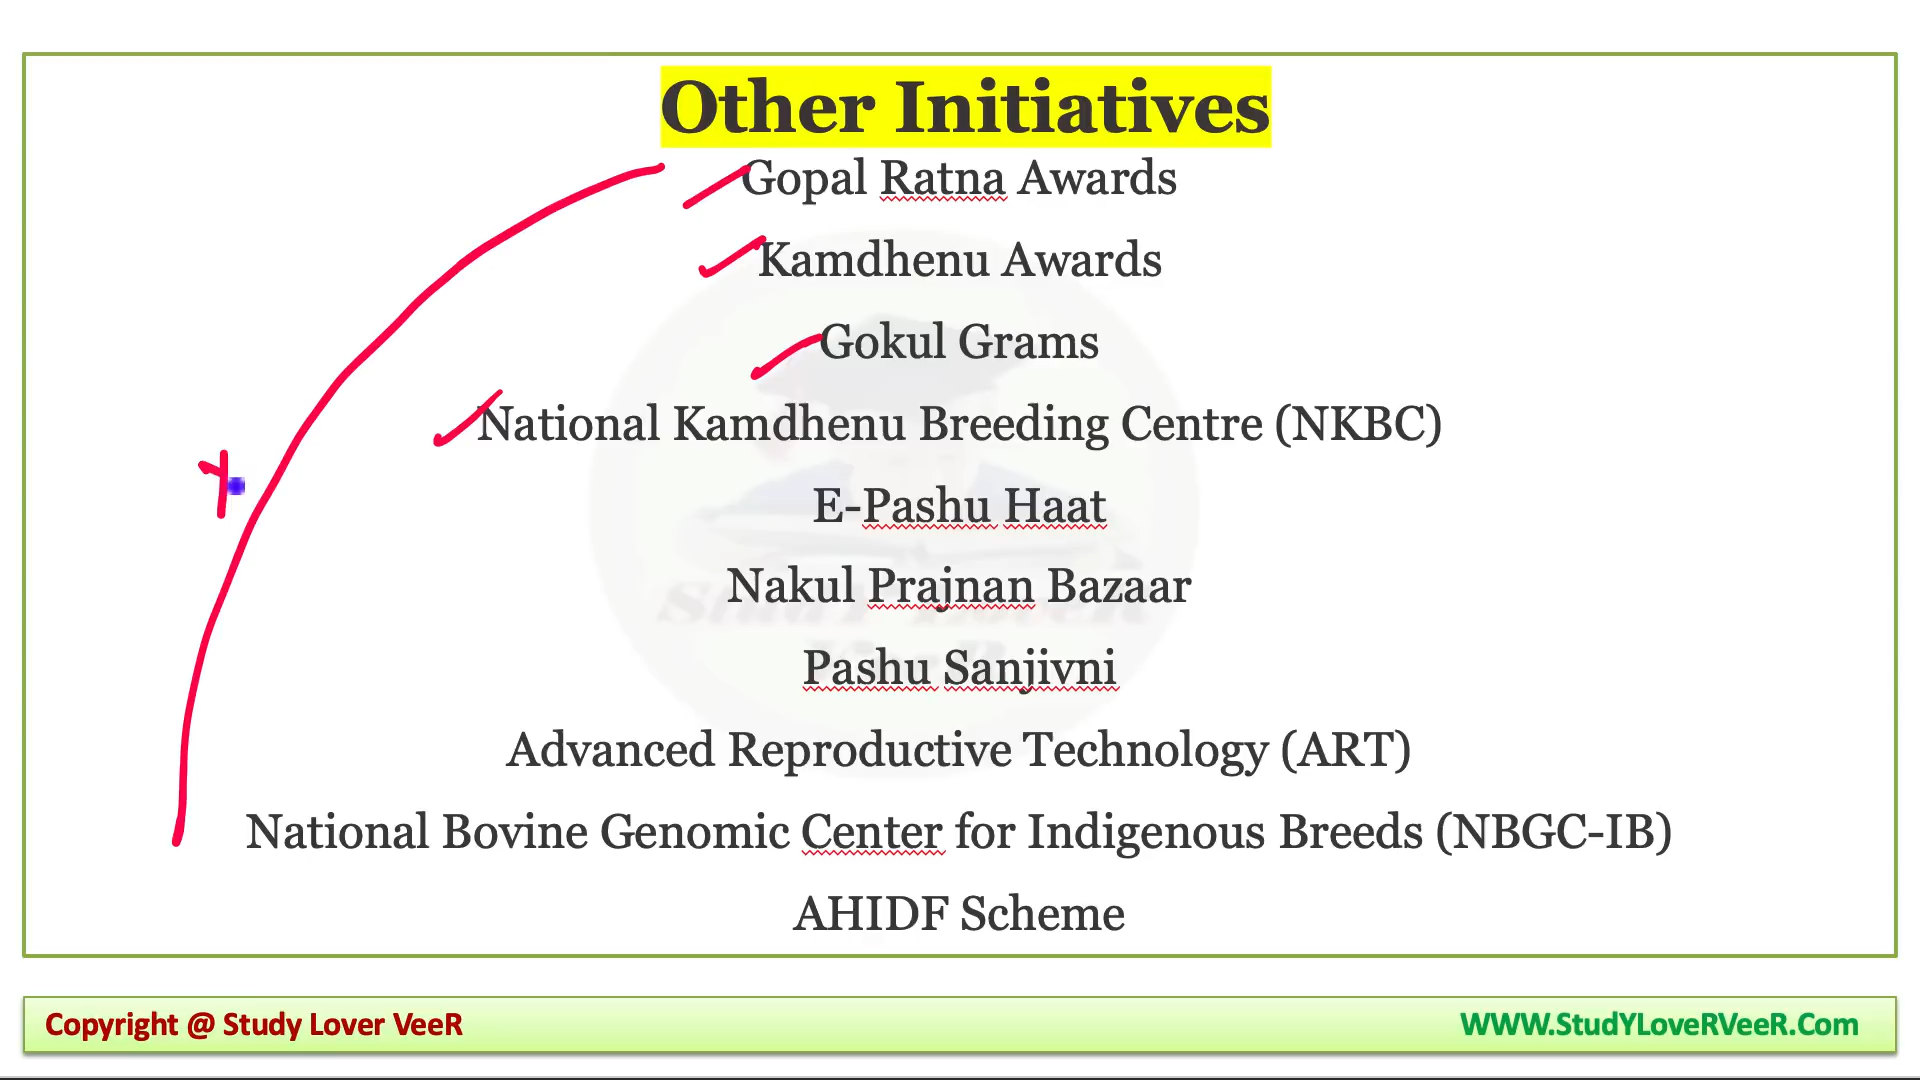 Other Initiatives
Gopal Ratna Awards
Kamdhenu Awards
Gokul Grams
National Kamdhenu Breeding Centre (NKBC)
E-Pashu Haat
Nakul Prajnan Bazaar
Pashu Sanjivni
Advanced Reproductive Technology (ART)
National Bovine Genomic Center for Indigenous Breeds (NBGC-IB)
AHIDF Scheme
Copyright @ Study Lover VeeR
WWW.StudYLoveRVeeR.Com